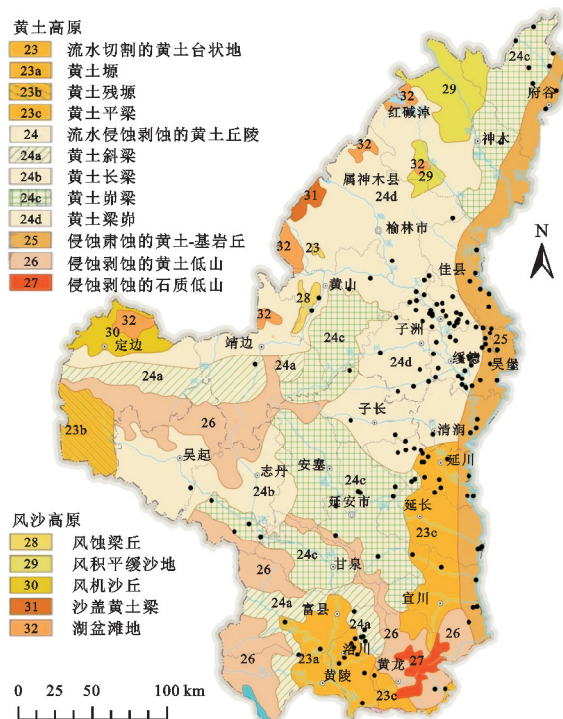 黄土高原
23 流水切割的黄土台状地
23a 黄土塬
23b 黄土残塬
23c 黄土平梁
24 流水侵蚀剥蚀的黄土丘陵
24a 黄土斜梁
24b 黄土长梁
24c 黄土峁梁
24d 黄土梁峁
25 侵蚀肃蚀的黄土-基岩丘
26 侵蚀剥蚀的黄土低山
27 侵蚀剥蚀的石质低山
24c
府谷
29
32
红碱淖
神木
32
32
29
属神木县
24d
31
榆林市
N
32
23
佳县
黄山
28
32
32
30
定边
24c
子洲
25
靖边
24a
24d
绥德
吴堡
24a
26
子长
清涧
23b
吴起
安塞
延川
志丹
24c
24b
延安市
延长
23c
24c
甘泉
26
宜川
24a
富县
24a
26
26
26
洛川
27
23a
黄龙
黄陵
23c
风沙高原
28 风蚀梁丘
29 风积平缓沙地
30 风机沙丘
31 沙盖黄土梁
32 湖盆滩地
0 25 50 100 km